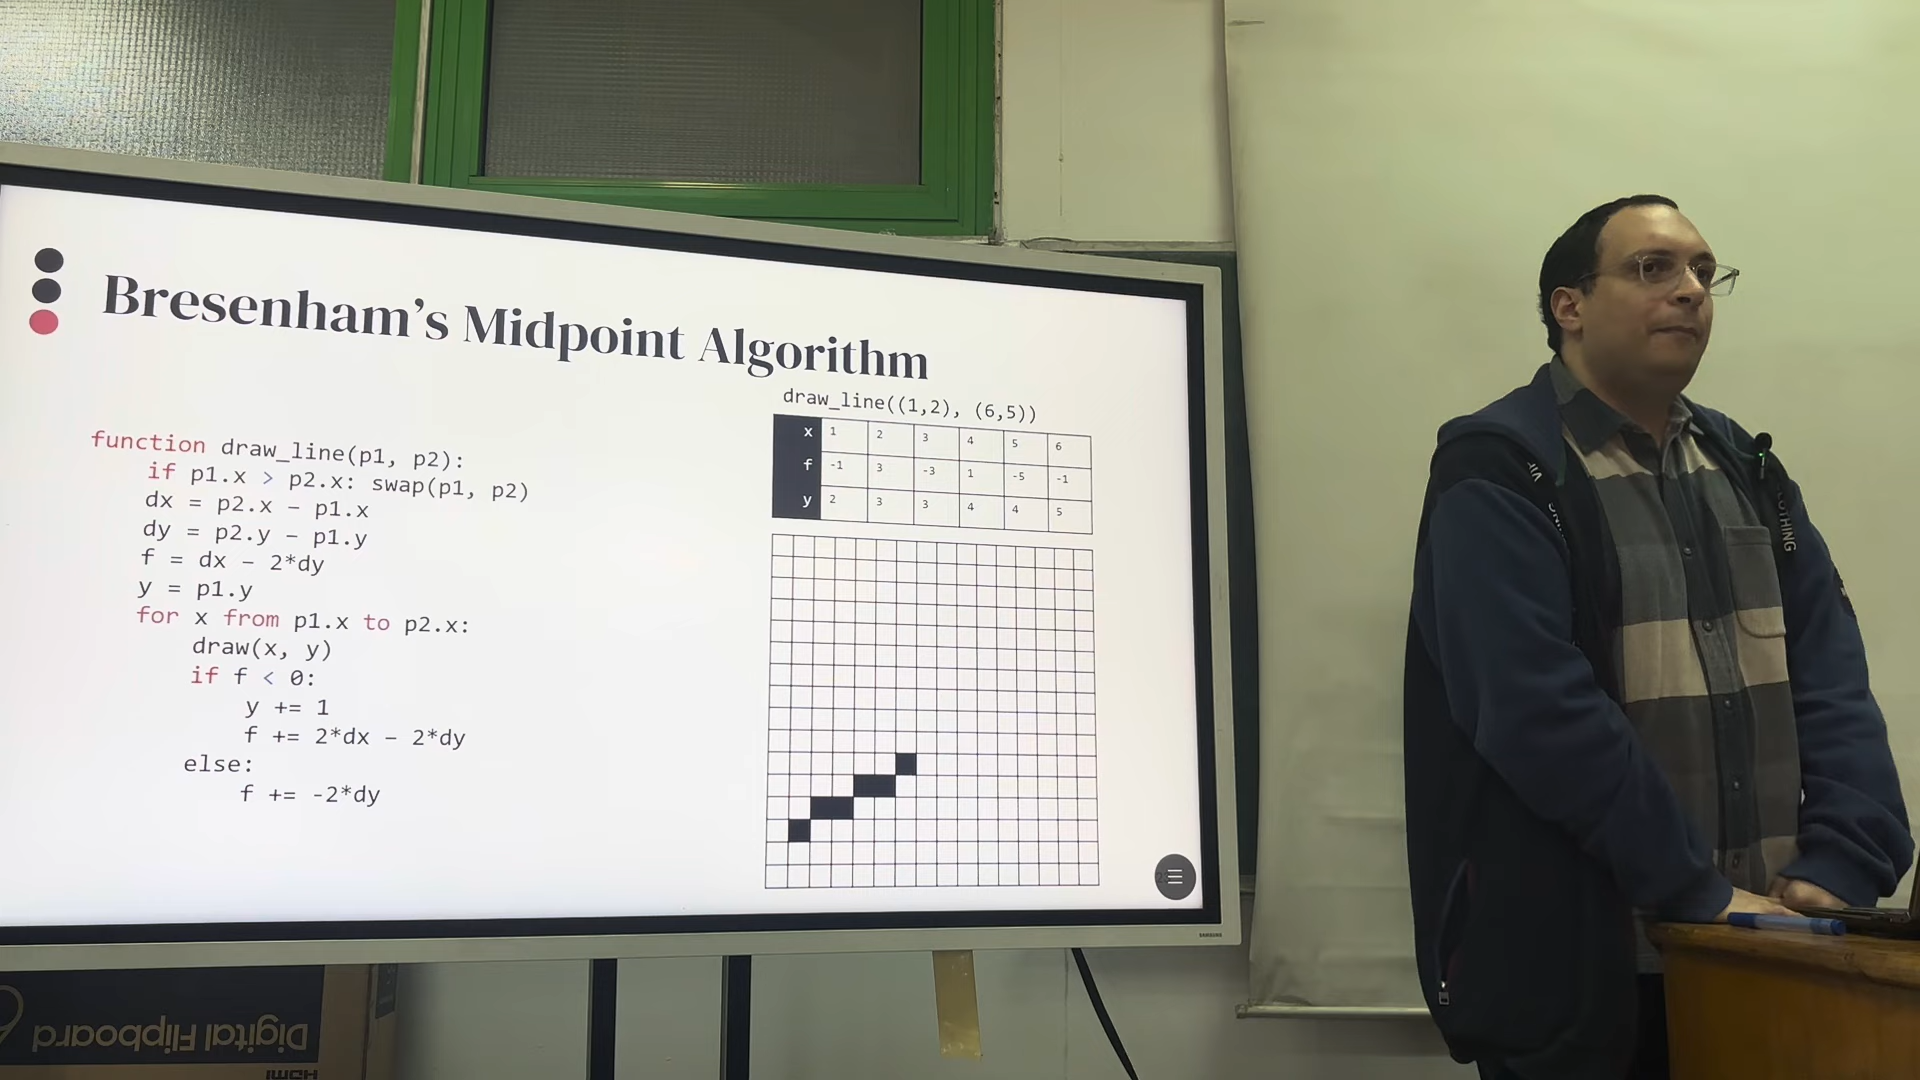 Bresenham's Midpoint Algorithm
function draw_line(p1, p2):
if p1.x > p2.x: swap(p1, p2)
dx = p2.x - p1.x
dy = p2.y - p1.y
f = dx - 2*dy
y = p1.y
for x from p1.x to p2.x:
draw(x, y)
if f < 0:
y += 1
f += 2*dx - 2*dy
else:
f += -2*dy
draw_line((1,2), (6,5))
x 1 2 3 4 5 6
f -1 3 -3 1 -5 -1
y 2 3 3 4 4 5
SAMSUNG
Digital Flipboard
HDMI
OTHING